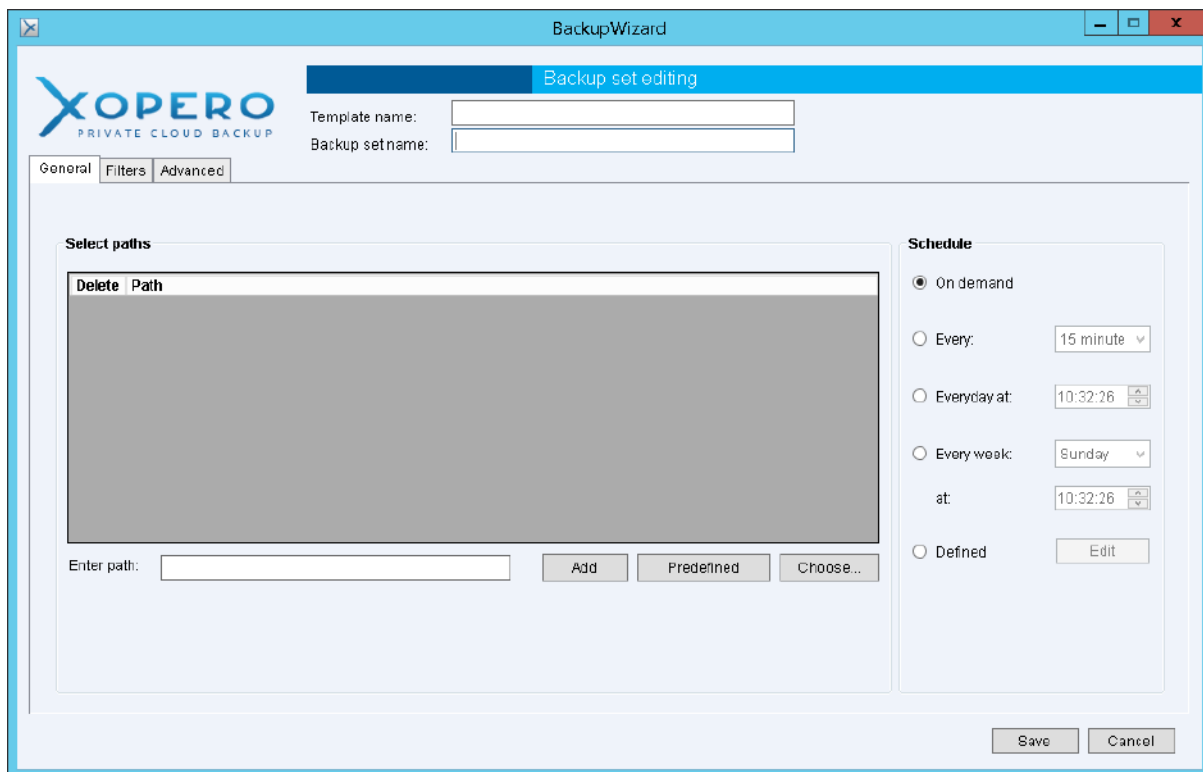 BackupWizard
Backup set editing
XOPERO
PRIVATE CLOUD BACKUP
Template name:
Backup set name:
General Filters Advanced
Select paths
Delete Path
Enter path:
Add Predefined Choose...
Schedule
On demand
Every: 15 minute
Everyday at: 10:32:26
Every week: Sunday
at: 10:32:26
Defined Edit
Save Cancel